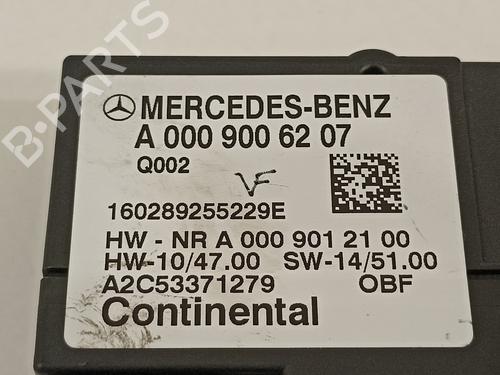 B-PARTS
MERCEDES-BENZ
A 000 900 62 07
Q002
VF
160289255229E
HW - NR A 000 901 21 00
HW-10/47.00 SW-14/51.00
A2C53371279 OBF
Continental